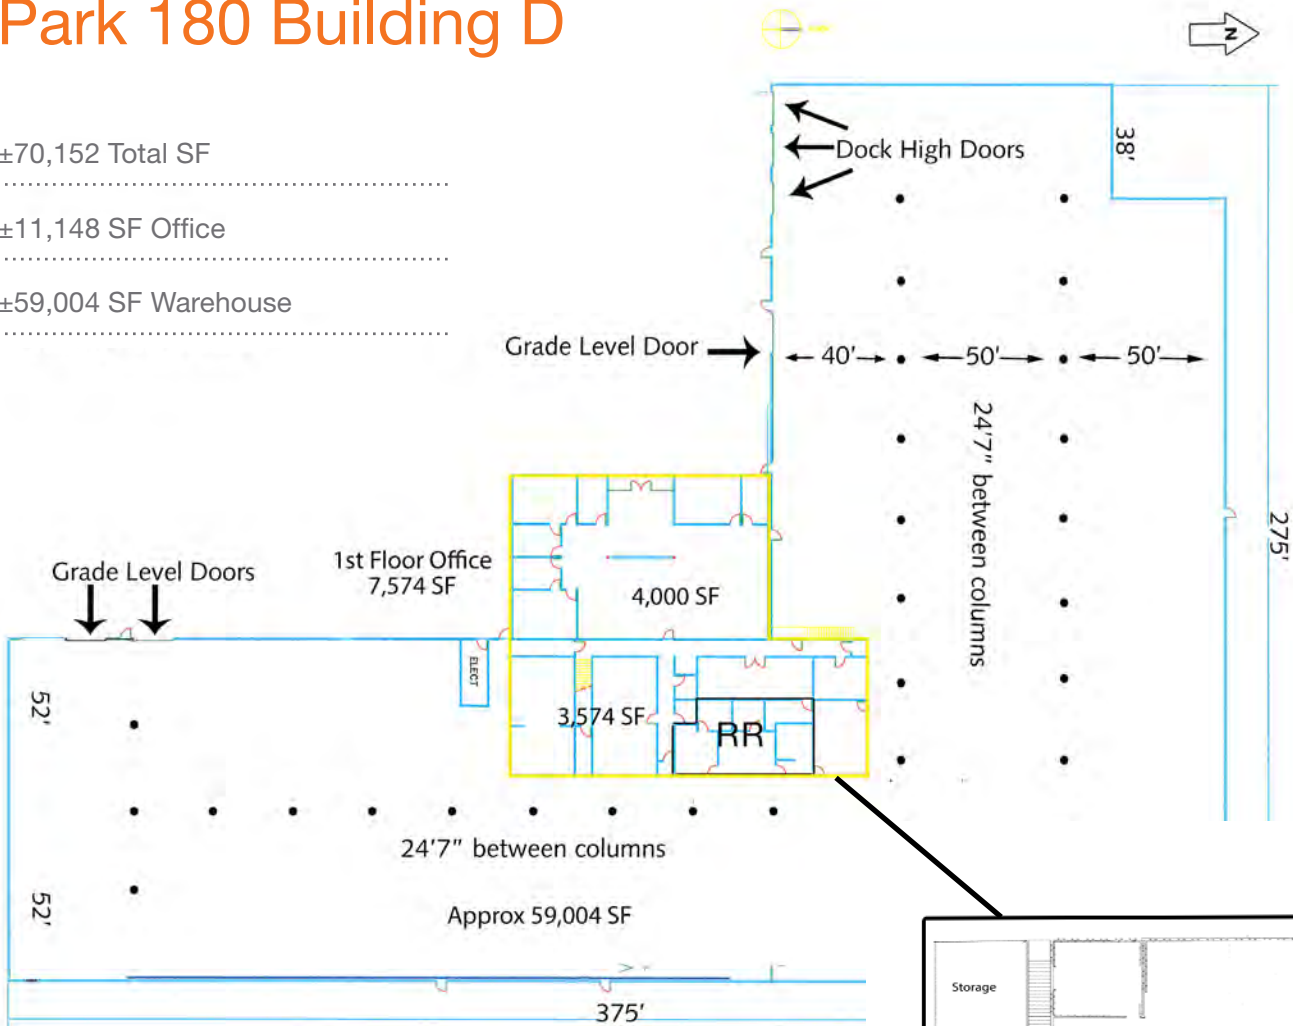 Park 180 Building D
N
±70,152 Total SF
±11,148 SF Office
±59,004 SF Warehouse
Dock High Doors
38'
Grade Level Door
40'
50'
50'
24'7" between columns
275'
Grade Level Doors
1st Floor Office
7,574 SF
4,000 SF
ELECT
52'
3,574 SF
RR
24'7" between columns
52'
Approx 59,004 SF
Storage
375'